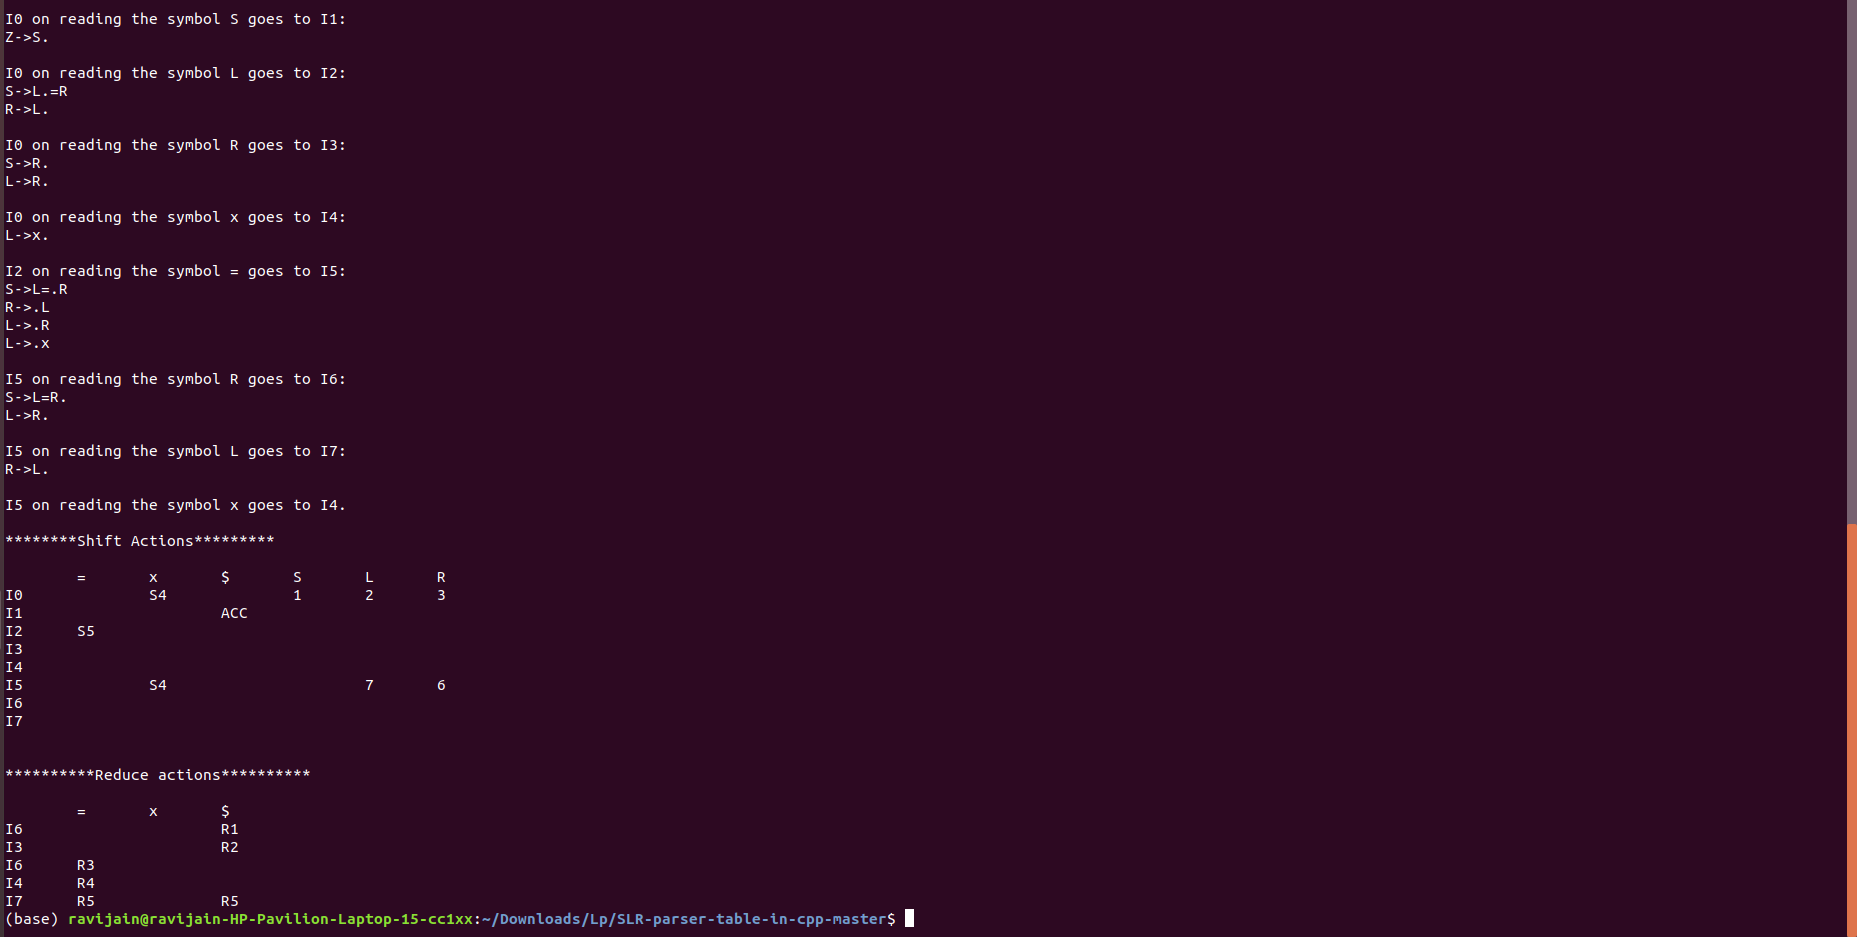 I0 on reading the symbol S goes to I1:
Z->S.
I0 on reading the symbol L goes to I2:
S->L.=R
R->L.
I0 on reading the symbol R goes to I3:
S->R.
L->R.
I0 on reading the symbol x goes to I4:
L->x.
I2 on reading the symbol = goes to I5:
S->L=.R
R->.L
L->.R
L->.x
I5 on reading the symbol R goes to I6:
S->L=R.
L->R.
I5 on reading the symbol L goes to I7:
R->L.
I5 on reading the symbol x goes to I4.
********Shift Actions*********
        =       x       $       S       L       R
I0              S4              1       2       3
I1                      ACC
I2      S5
I3
I4
I5              S4                      7       6
I6
I7
**********Reduce actions**********
        =       x       $
I6                      R1
I3                      R2
I6      R3
I4      R4
I7      R5              R5
(base) ravijain@ravijain-HP-Pavilion-Laptop-15-cc1xx:~/Downloads/Lp/SLR-parser-table-in-cpp-master$